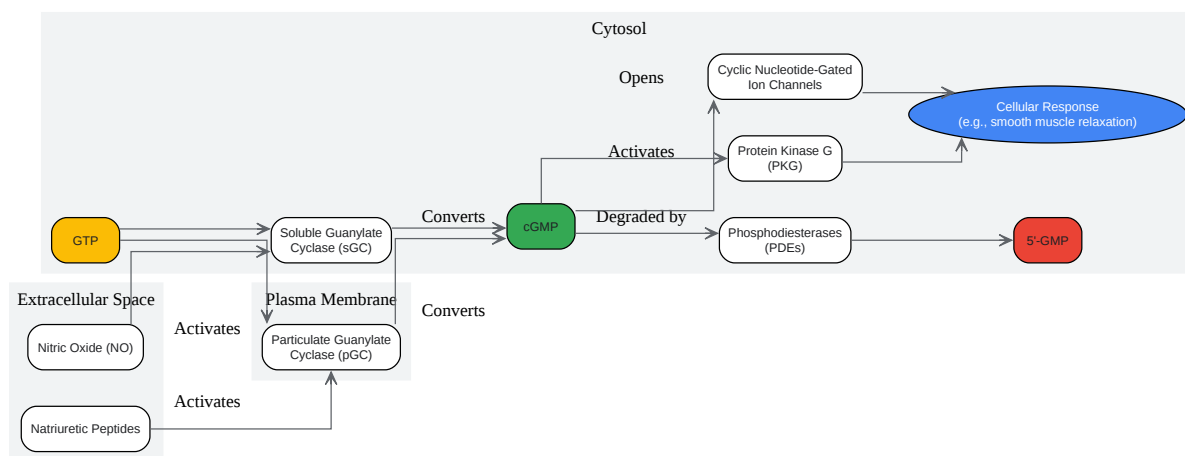 Cytosol
Opens
Cyclic Nucleotide-Gated
Ion Channels
Cellular Response
(e.g., smooth muscle relaxation)
Activates
Protein Kinase G
(PKG)
GTP
Soluble Guanylate
Cyclase (sGC)
Converts
cGMP
Degraded by
Phosphodiesterases
(PDEs)
5'-GMP
Extracellular Space
Plasma Membrane
Nitric Oxide (NO)
Activates
Particulate Guanylate
Cyclase (pGC)
Converts
Natriuretic Peptides
Activates